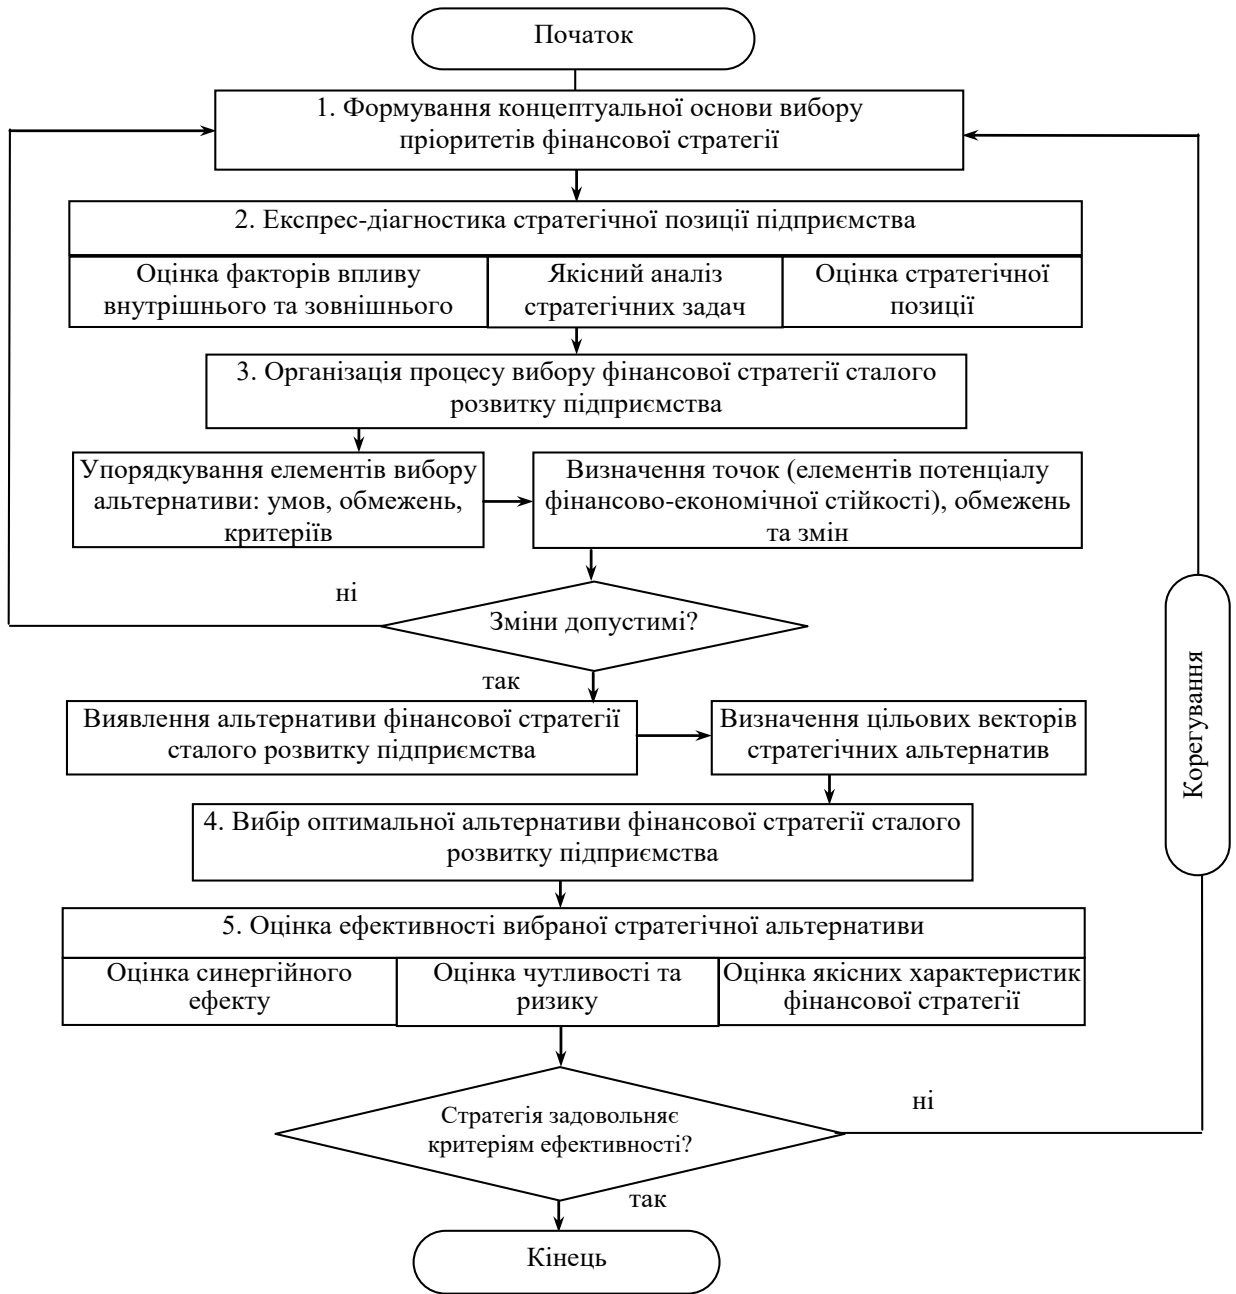 Початок
1. Формування концептуальної основи вибору
пріоритетів фінансової стратегії
2. Експрес-діагностика стратегічної позиції підприємства
Оцінка факторів впливу
внутрішнього та зовнішнього
Якісний аналіз
стратегічних задач
Оцінка стратегічної
позиції
3. Організація процесу вибору фінансової стратегії сталого
розвитку підприємства
Упорядкування елементів вибору
альтернативи: умов, обмежень,
критеріїв
Визначення точок (елементів потенціалу
фінансово-економічної стійкості), обмежень
та змін
ні
Зміни допустимі?
так
Виявлення альтернативи фінансової стратегії
сталого розвитку підприємства
Визначення цільових векторів
стратегічних альтернатив
Корегування
4. Вибір оптимальної альтернативи фінансової стратегії сталого
розвитку підприємства
5. Оцінка ефективності вибраної стратегічної альтернативи
Оцінка синергійного
ефекту
Оцінка чутливості та
ризику
Оцінка якісних характеристик
фінансової стратегії
Стратегія задовольняє
критеріям ефективності?
ні
так
Кінець